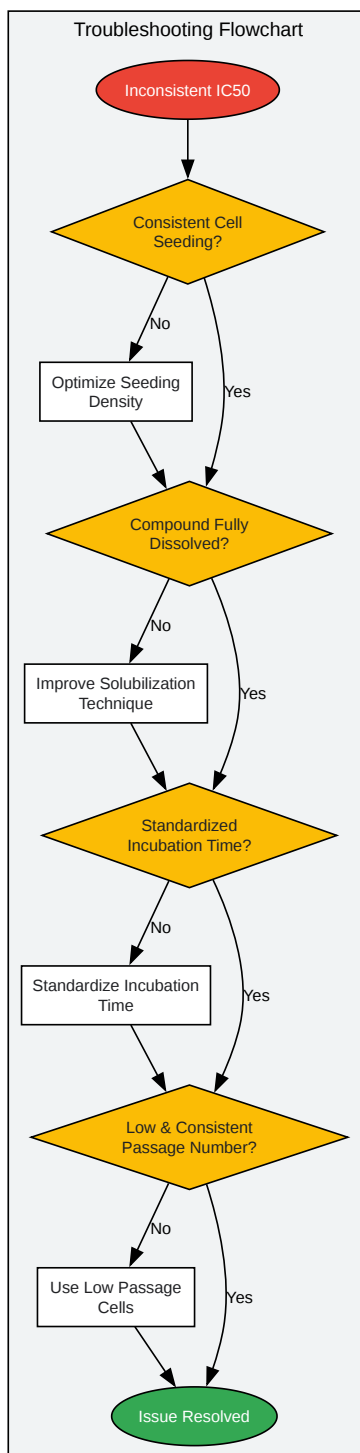 Troubleshooting Flowchart
Inconsistent IC50
Consistent Cell
Seeding?
No
Optimize Seeding
Density
Yes
Compound Fully
Dissolved?
No
Improve Solubilization
Technique
Yes
Standardized
Incubation Time?
No
Standardize Incubation
Time
Yes
Low & Consistent
Passage Number?
No
Use Low Passage
Cells
Yes
Issue Resolved